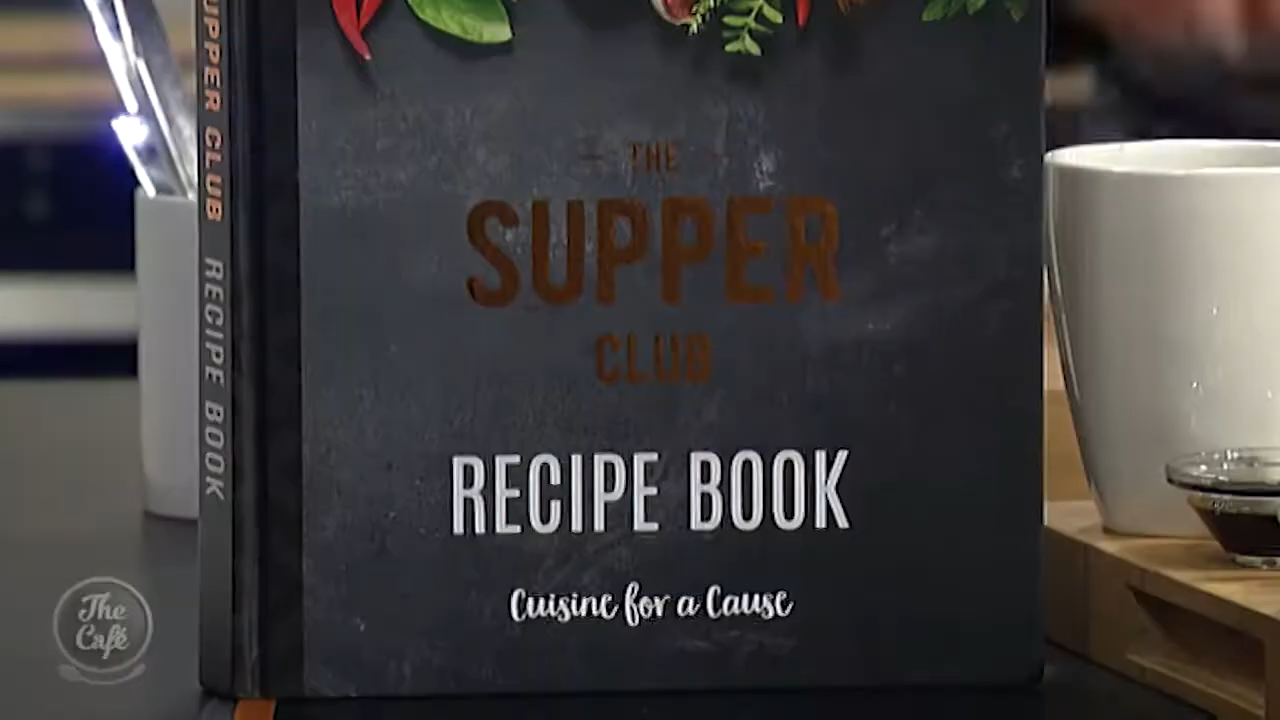 THE
SUPPER
CLUB
RECIPE BOOK
Cuisine for a Cause
SUPPER CLUB RECIPE BOOK
The
Café